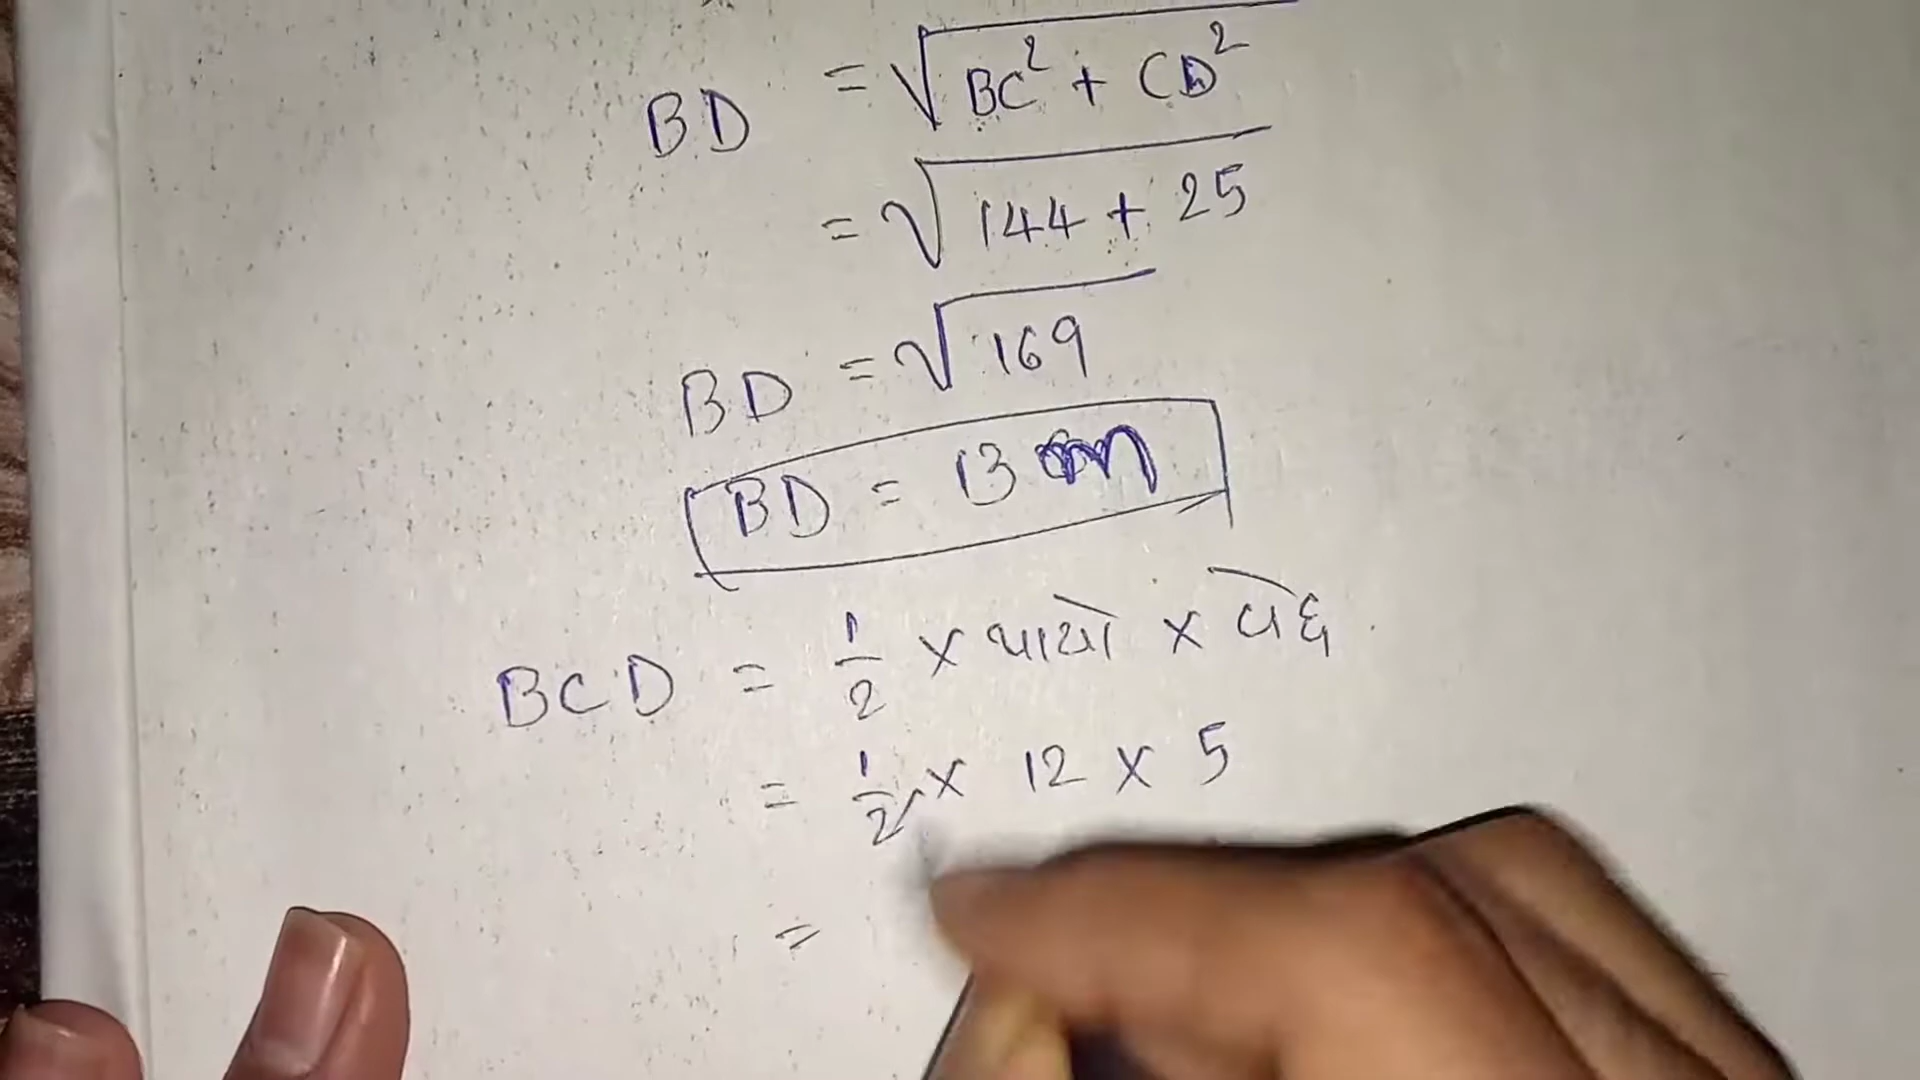 BD = √BC² + CD²
= √144 + 25
BD = √169
BD = 13 cm
BCD = 1/2 × પાયો × વેધ
= 1/2 × 12 × 5
=